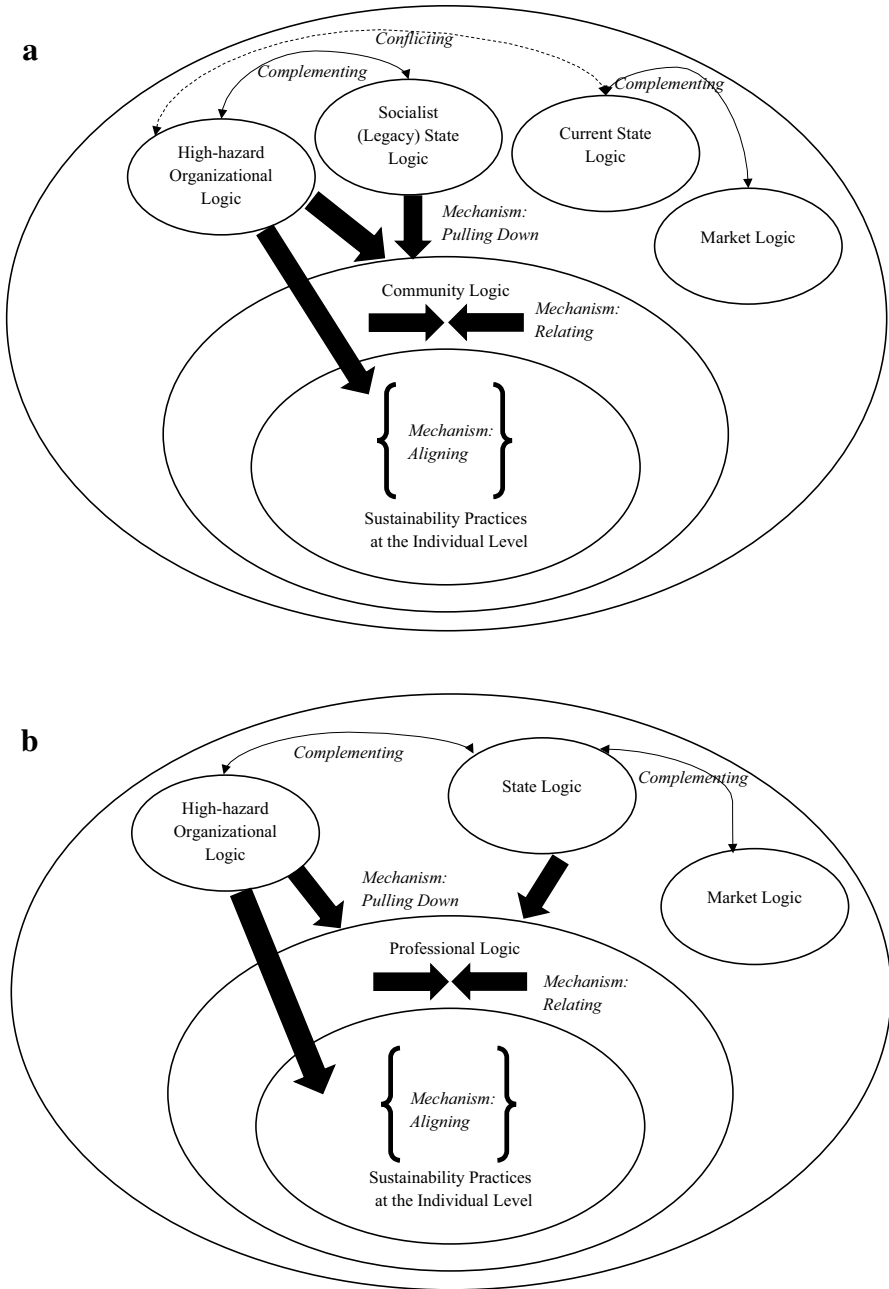 a
Conflicting
Complementing
Complementing
Socialist
(Legacy) State
Logic
Current State
Logic
High-hazard
Organizational
Logic
Mechanism:
Pulling Down
Market Logic
Community Logic
Mechanism:
Relating
Mechanism:
Aligning
Sustainability Practices
at the Individual Level
b
Complementing
Complementing
State Logic
High-hazard
Organizational
Logic
Mechanism:
Pulling Down
Market Logic
Professional Logic
Mechanism:
Relating
Mechanism:
Aligning
Sustainability Practices
at the Individual Level